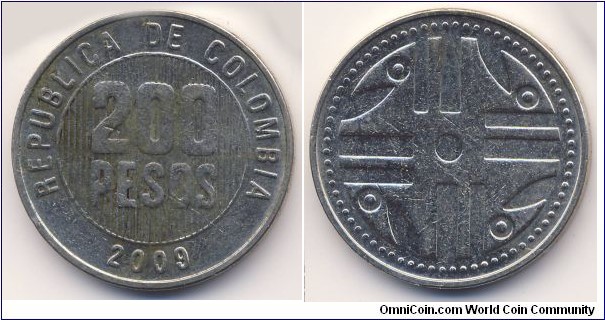 REPUBLICA DE COLOMBIA
200
PESOS
2009
OmniCoin.com World Coin Community